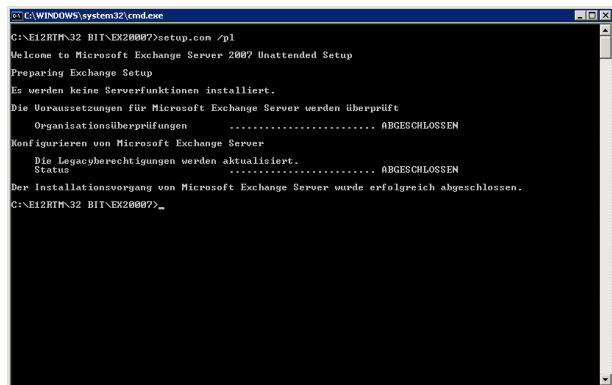 C:\WINDOWS\system32\cmd.exe
C:\E12RTM\32 BIT\EX20007>setup.com /pl
Welcome to Microsoft Exchange Server 2007 Unattended Setup
Preparing Exchange Setup
Es werden keine Serverfunktionen installiert.
Die Voraussetzungen für Microsoft Exchange Server werden überprüft
Organisationsüberprüfungen ......................... ABGESCHLOSSEN
Konfigurieren von Microsoft Exchange Server
Die Legacyberechtigungen werden aktualisiert.
Status ......................... ABGESCHLOSSEN
Der Installationsvorgang von Microsoft Exchange Server wurde erfolgreich abgeschlossen.
C:\E12RTM\32 BIT\EX20007>_